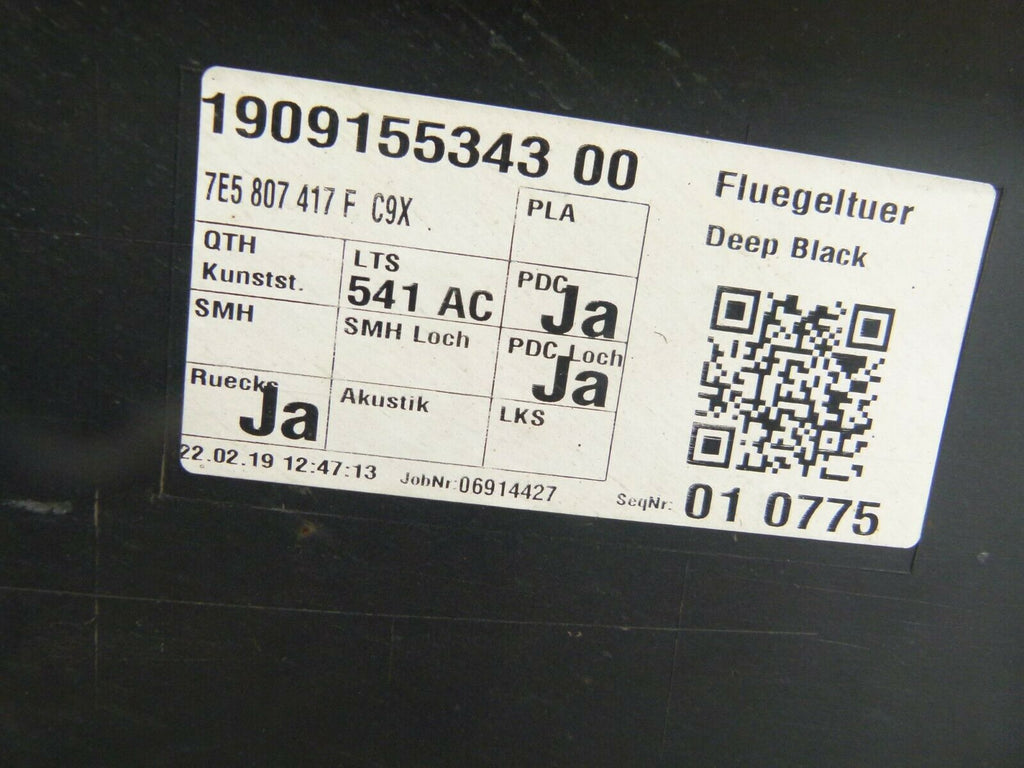 1909155343 00
7E5 807 417 F C9X
PLA
Fluegeltuer
Deep Black
QTH
Kunstst.
LTS
541 AC
PDC
Ja
SMH
SMH Loch
PDC Loch
Ja
Ruecks
Ja
Akustik
LKS
22.02.19 12:47:13
JobNr:06914427
SeqNr: 01 0775